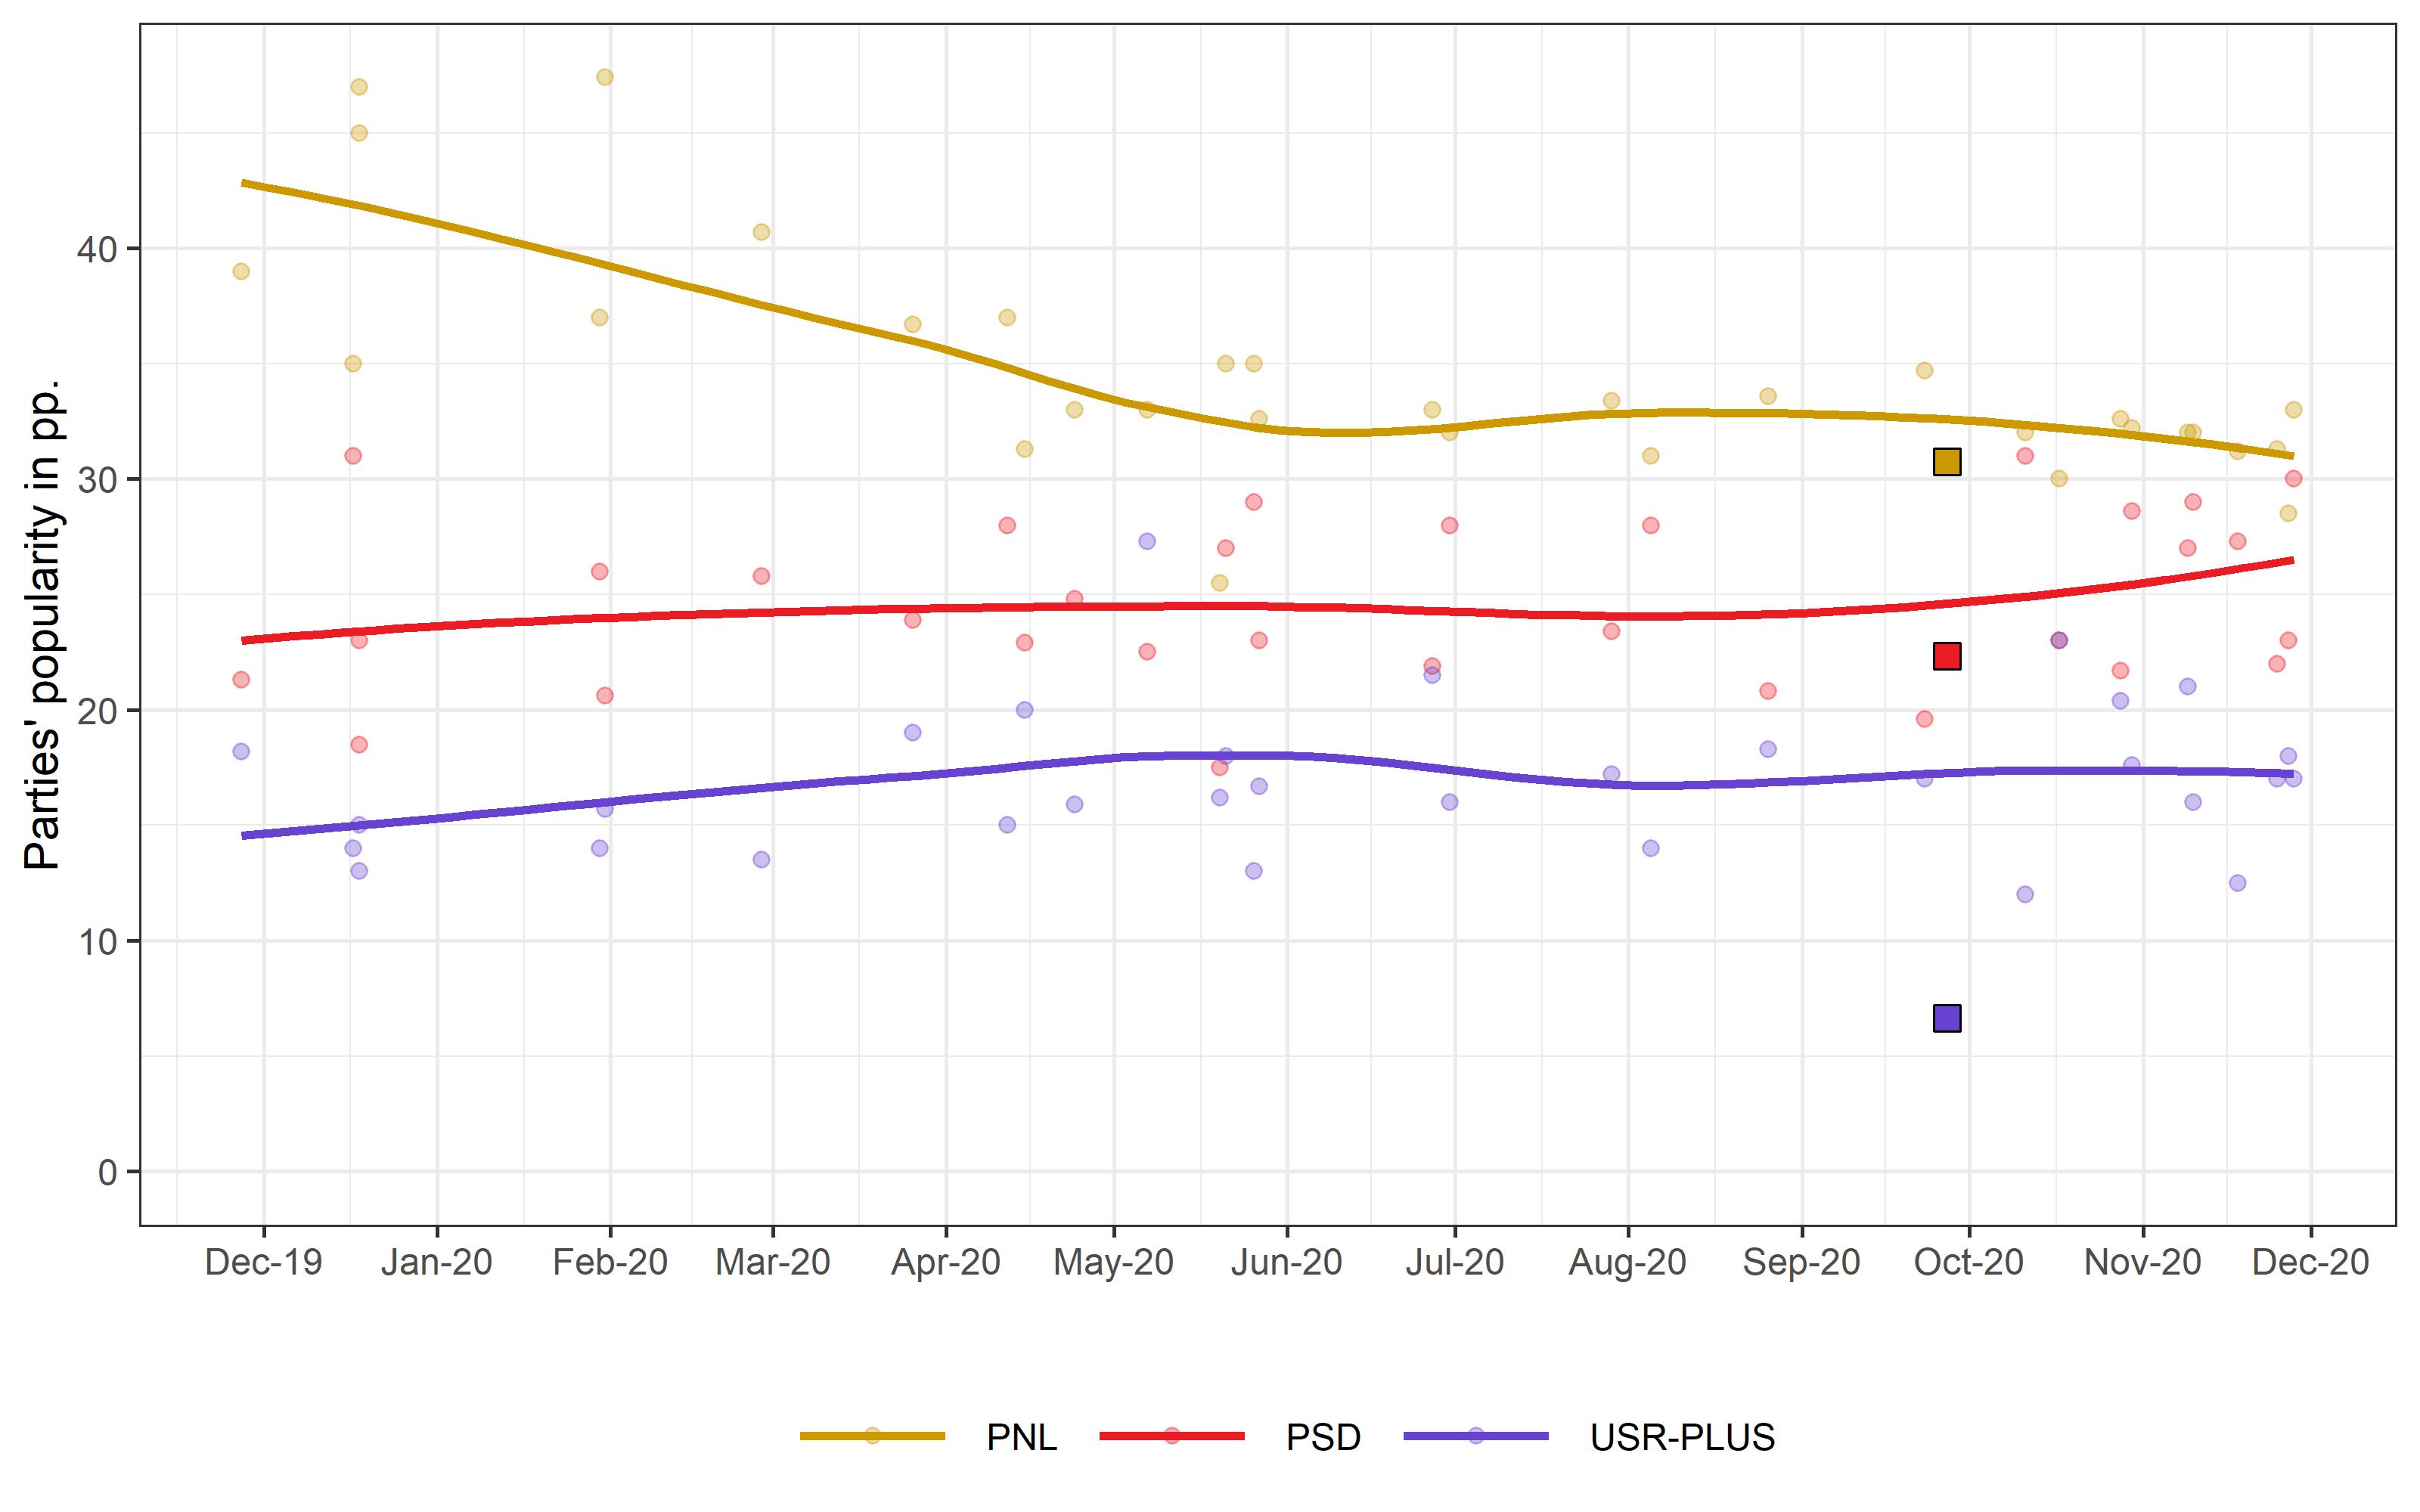 Parties' popularity in pp.
40
30
20
10
0
Dec-19 Jan-20 Feb-20 Mar-20 Apr-20 May-20 Jun-20 Jul-20 Aug-20 Sep-20 Oct-20 Nov-20 Dec-20
PNL PSD USR-PLUS